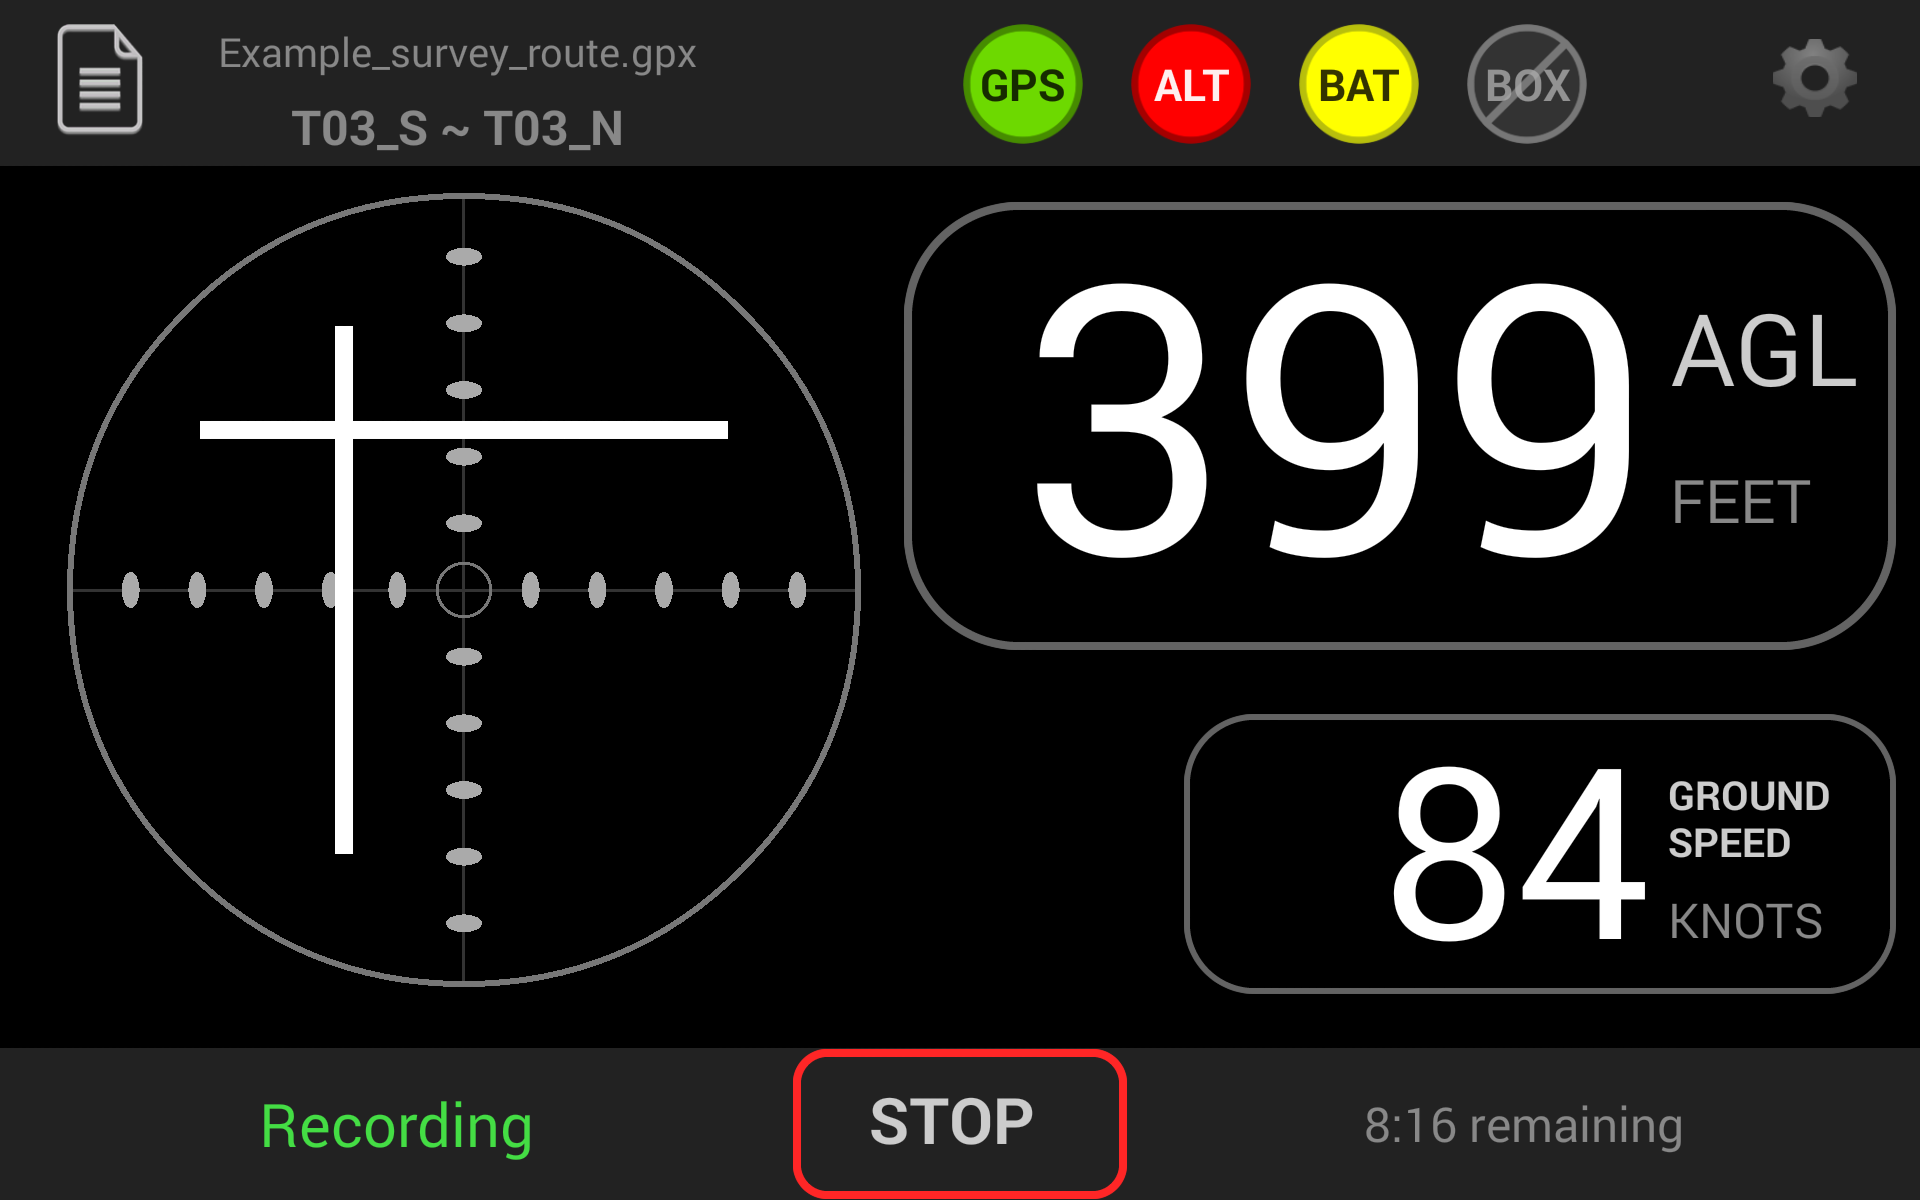 Example_survey_route.gpx
T03_S ~ T03_N
GPS
ALT
BAT
BOX
399
AGL
FEET
84
GROUND
SPEED
KNOTS
Recording
STOP
8:16 remaining